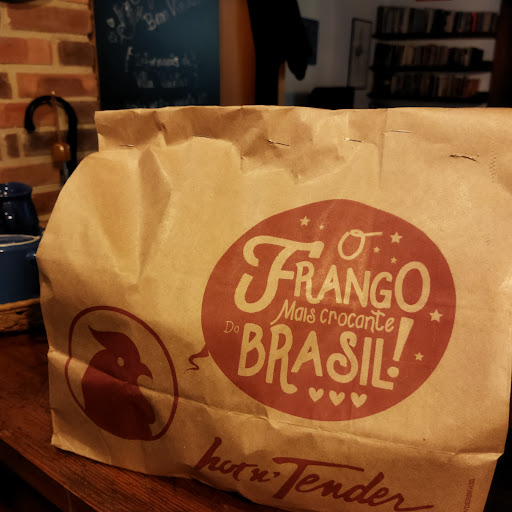 O
FRANGO
Mais crocante
Do
BRASIL!
hot n' Tender